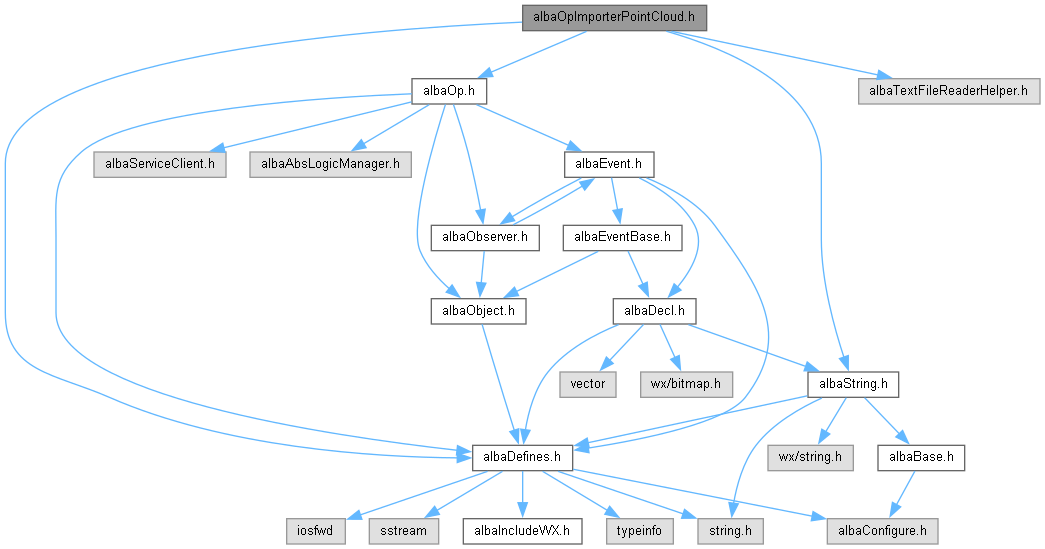 albaOpImporterPointCloud.h
albaOp.h
albaTextFileReaderHelper.h
albaServiceClient.h
albaAbsLogicManager.h
albaEvent.h
albaObserver.h
albaEventBase.h
albaObject.h
albaDecl.h
vector
wx/bitmap.h
albaString.h
albaDefines.h
wx/string.h
albaBase.h
iosfwd
sstream
albaIncludeWX.h
typeinfo
string.h
albaConfigure.h